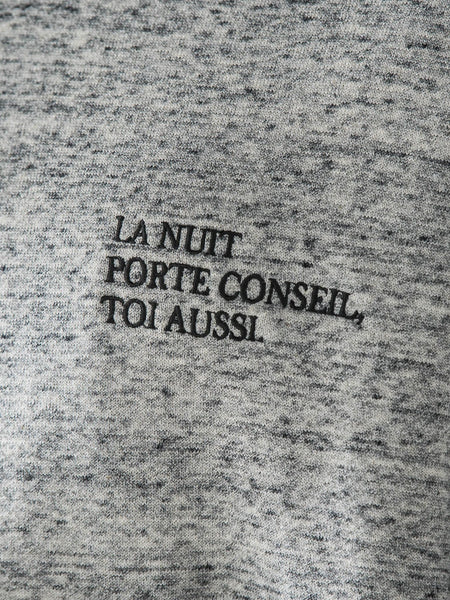 LA NUIT
PORTE CONSEIL,
TOI AUSSI.